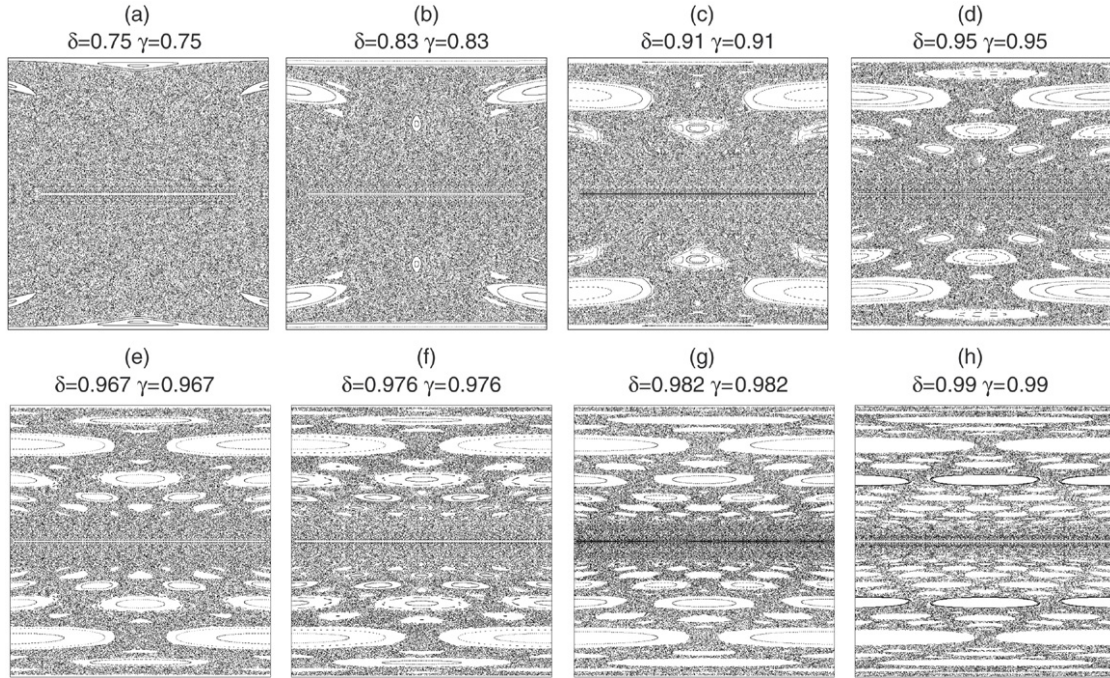 (a)
δ=0.75 γ=0.75
(b)
δ=0.83 γ=0.83
(c)
δ=0.91 γ=0.91
(d)
δ=0.95 γ=0.95
(e)
δ=0.967 γ=0.967
(f)
δ=0.976 γ=0.976
(g)
δ=0.982 γ=0.982
(h)
δ=0.99 γ=0.99